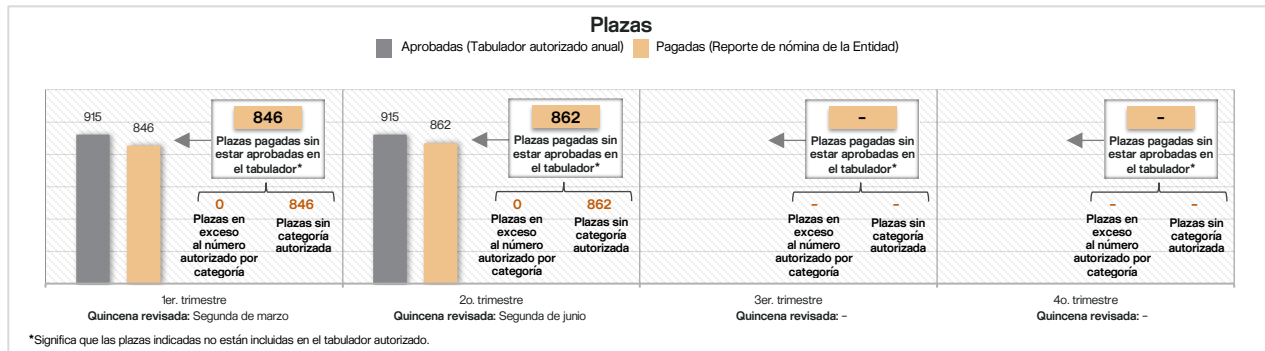 Plazas
Aprobadas (Tabulador autorizado anual)
Pagadas (Reporte de nómina de la Entidad)
915
846
846
Plazas pagadas sin
estar aprobadas en
el tabulador*
0
Plazas en
exceso
al número
autorizado por
categoría
846
Plazas sin
categoría
autorizada
915
862
862
Plazas pagadas sin
estar aprobadas en
el tabulador*
0
Plazas en
exceso
al número
autorizado por
categoría
862
Plazas sin
categoría
autorizada
-
Plazas pagadas sin
estar aprobadas en
el tabulador*
-
Plazas en
exceso
al número
autorizado por
categoría
-
Plazas sin
categoría
autorizada
-
Plazas pagadas sin
estar aprobadas en
el tabulador*
-
Plazas en
exceso
al número
autorizado por
categoría
-
Plazas sin
categoría
autorizada
1er. trimestre
Quincena revisada: Segunda de marzo
2o. trimestre
Quincena revisada: Segunda de junio
3er. trimestre
Quincena revisada: -
4o. trimestre
Quincena revisada: -
*Significa que las plazas indicadas no están incluidas en el tabulador autorizado.